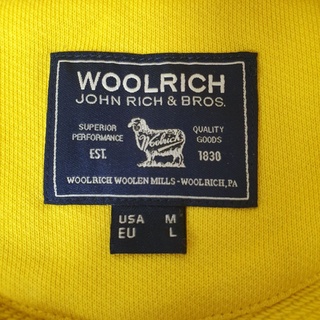 WOOLRICH
JOHN RICH & BROS.
SUPERIOR PERFORMANCE
QUALITY GOODS
Woolrich
EST. 1830
WOOLRICH WOOLEN MILLS - WOOLRICH, PA
USA M
EU L